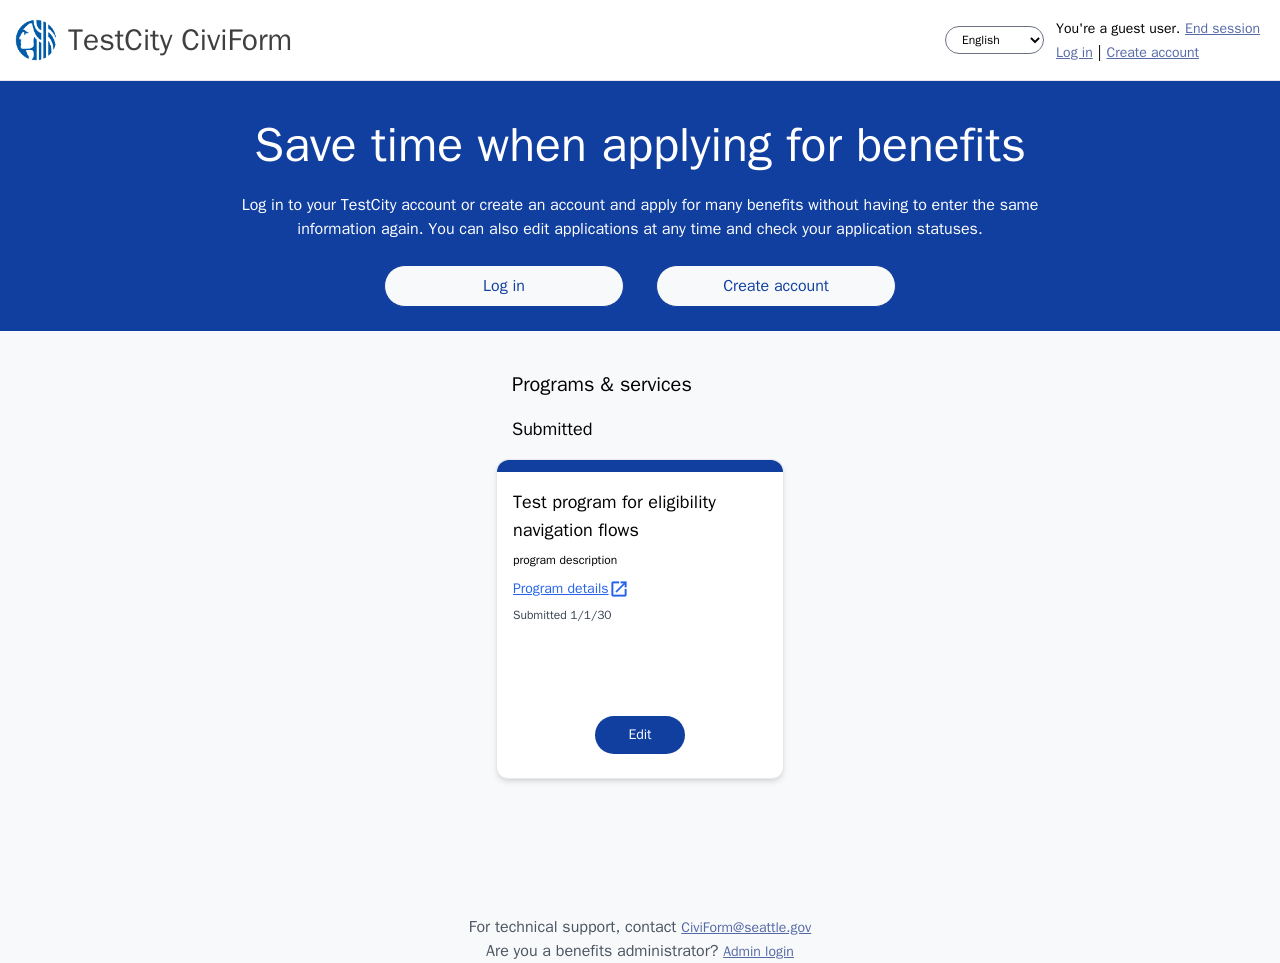 TestCity CiviForm
English
You're a guest user. End session
Log in | Create account
Save time when applying for benefits
Log in to your TestCity account or create an account and apply for many benefits without having to enter the same
information again. You can also edit applications at any time and check your application statuses.
Log in
Create account
Programs & services
Submitted
Test program for eligibility
navigation flows
program description
Program details
Submitted 1/1/30
Edit
For technical support, contact CiviForm@seattle.gov
Are you a benefits administrator? Admin login